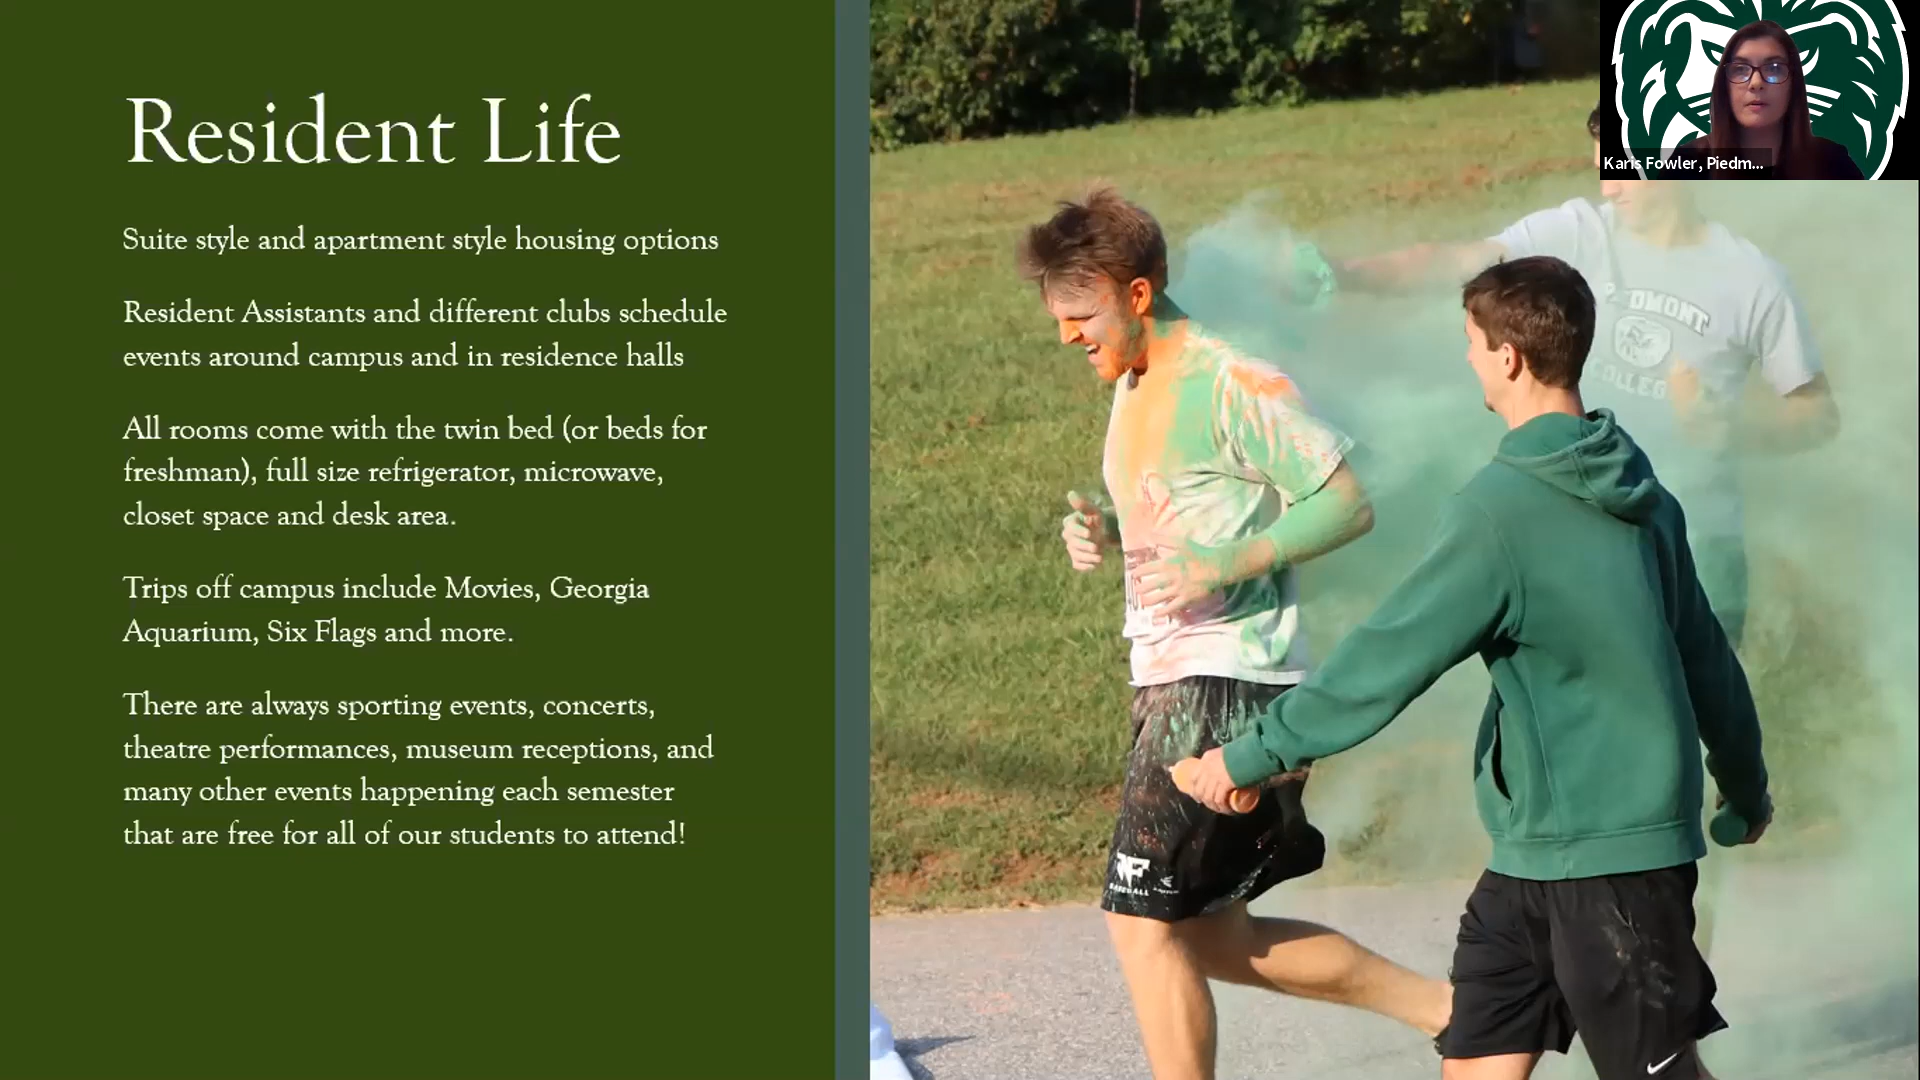 Resident Life
Suite style and apartment style housing options
Resident Assistants and different clubs schedule
events around campus and in residence halls
All rooms come with the twin bed (or beds for
freshman), full size refrigerator, microwave,
closet space and desk area.
Trips off campus include Movies, Georgia
Aquarium, Six Flags and more.
There are always sporting events, concerts,
theatre performances, museum receptions, and
many other events happening each semester
that are free for all of our students to attend!
Karis Fowler, Piedm...
BASEBALL